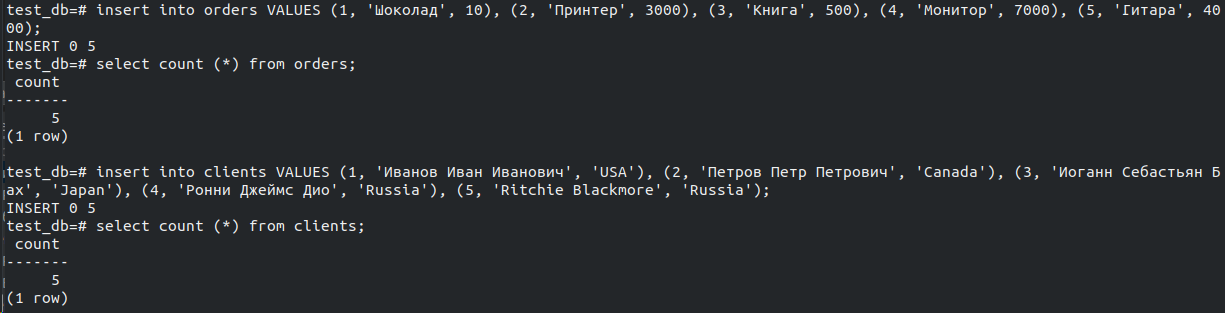 test_db=# insert into orders VALUES (1, 'Шоколад', 10), (2, 'Принтер', 3000), (3, 'Книга', 500), (4, 'Монитор', 7000), (5, 'Гитара', 40
00);
INSERT 0 5
test_db=# select count (*) from orders;
 count
-------
     5
(1 row)

test_db=# insert into clients VALUES (1, 'Иванов Иван Иванович', 'USA'), (2, 'Петров Петр Петрович', 'Canada'), (3, 'Иоганн Себастьян Б
ах', 'Japan'), (4, 'Ронни Джеймс Дио', 'Russia'), (5, 'Ritchie Blackmore', 'Russia');
INSERT 0 5
test_db=# select count (*) from clients;
 count
-------
     5
(1 row)